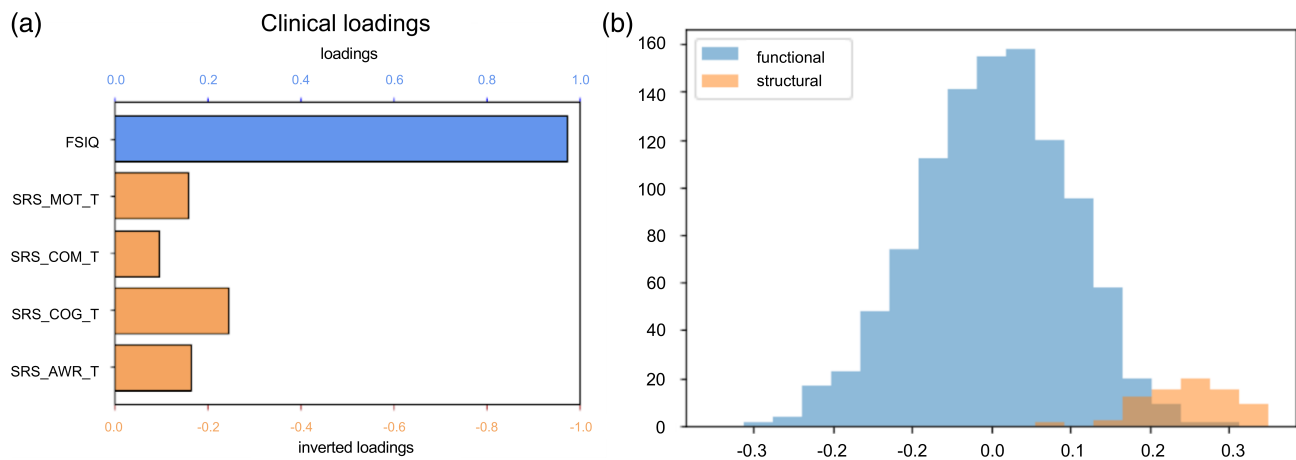 (a)
Clinical loadings
loadings
0.0 0.2 0.4 0.6 0.8 1.0
FSIQ
SRS_MOT_T
SRS_COM_T
SRS_COG_T
SRS_AWR_T
0.0 -0.2 -0.4 -0.6 -0.8 -1.0
inverted loadings
(b)
functional
structural
160
140
120
100
80
60
40
20
0
-0.3 -0.2 -0.2 0.0 0.1 0.2 0.3